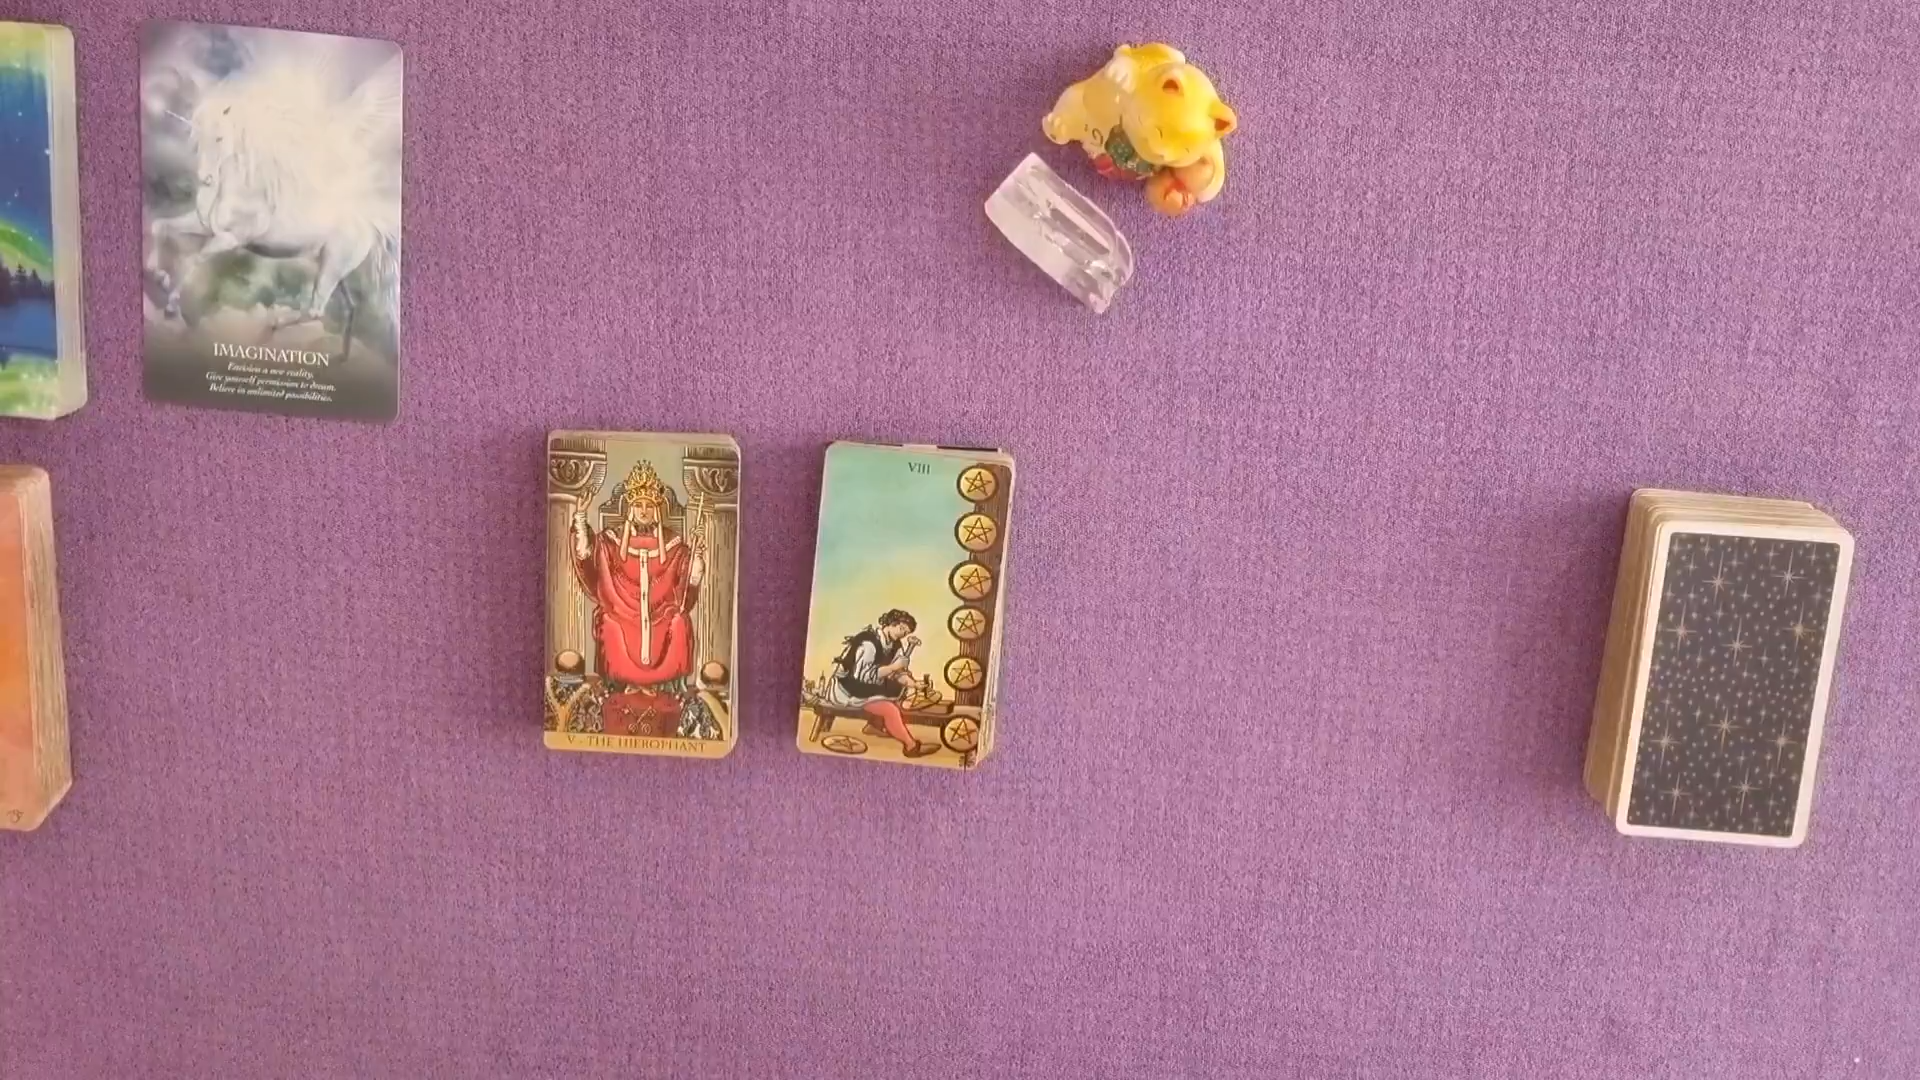 IMAGINATION
Envision a new reality.
Give yourself permission to dream.
Believe in unlimited possibilities.
VIII
V - THE HIEROPHANT